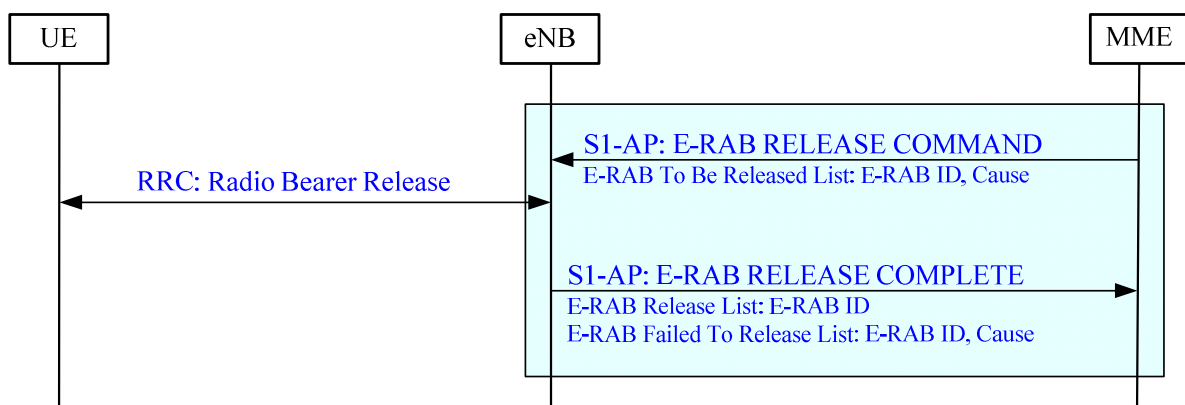 UE
eNB
MME
S1-AP: E-RAB RELEASE COMMAND
E-RAB To Be Released List: E-RAB ID, Cause
RRC: Radio Bearer Release
S1-AP: E-RAB RELEASE COMPLETE
E-RAB Release List: E-RAB ID
E-RAB Failed To Release List: E-RAB ID, Cause